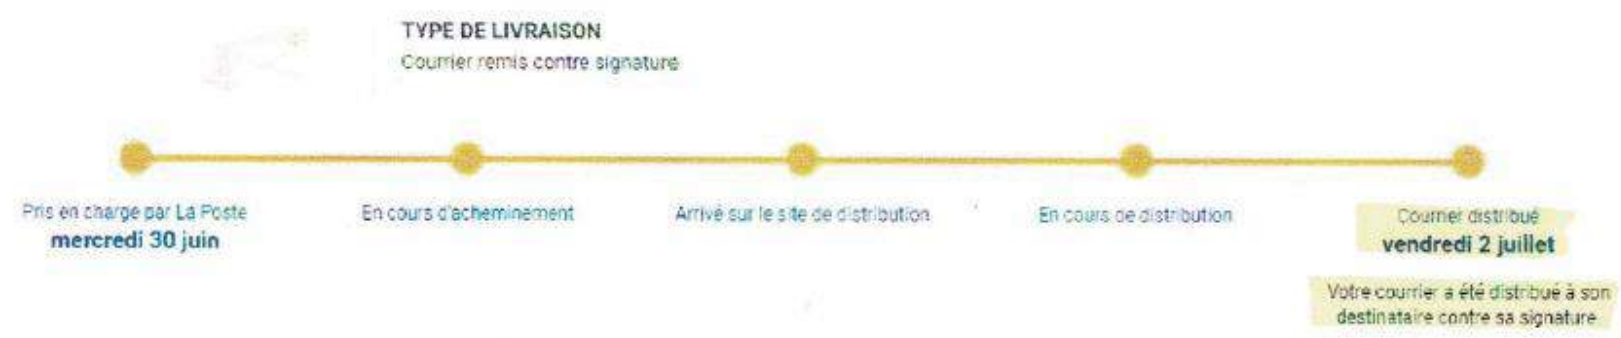 TYPE DE LIVRAISON
Courrier remis contre signature
Pris en charge par La Poste
mercredi 30 juin
En cours d'acheminement
Arrivé sur le site de distribution
En cours de distribution
Courrier distribué
vendredi 2 juillet
Votre courrier a été distribué à son
destinataire contre sa signature